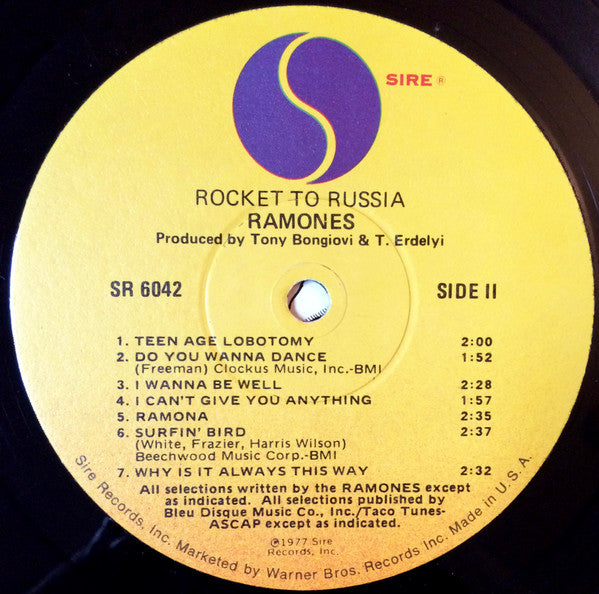 SIRE ®
ROCKET TO RUSSIA
RAMONES
Produced by Tony Bongiovi & T. Erdelyi
SR 6042 SIDE II
1. TEEN AGE LOBOTOMY 2:00
2. DO YOU WANNA DANCE 1:52
(Freeman) Clockus Music, Inc.-BMI
3. I WANNA BE WELL 2:28
4. I CAN'T GIVE YOU ANYTHING 1:57
5. RAMONA 2:35
6. SURFIN' BIRD 2:37
(White, Frazier, Harris Wilson)
Beechwood Music Corp.-BMI
7. WHY IS IT ALWAYS THIS WAY 2:32
All selections written by the RAMONES except
as indicated. All selections published by
Bleu Disque Music Co., Inc./Taco Tunes-
ASCAP except as indicated.
℗1977 Sire
Records, Inc.
Sire Records, Inc. Marketed by Warner Bros. Records Inc. Made in U.S.A.